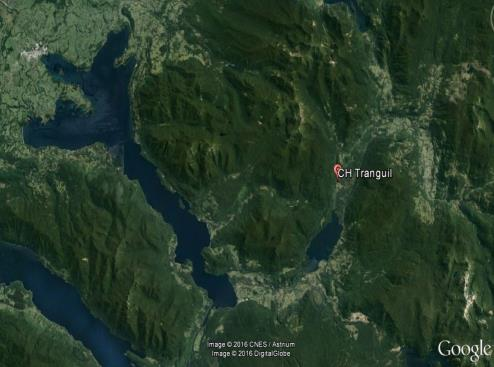 CH Tranguil
Image © 2016 CNES / Astrium
Image © 2016 DigitalGlobe
Google